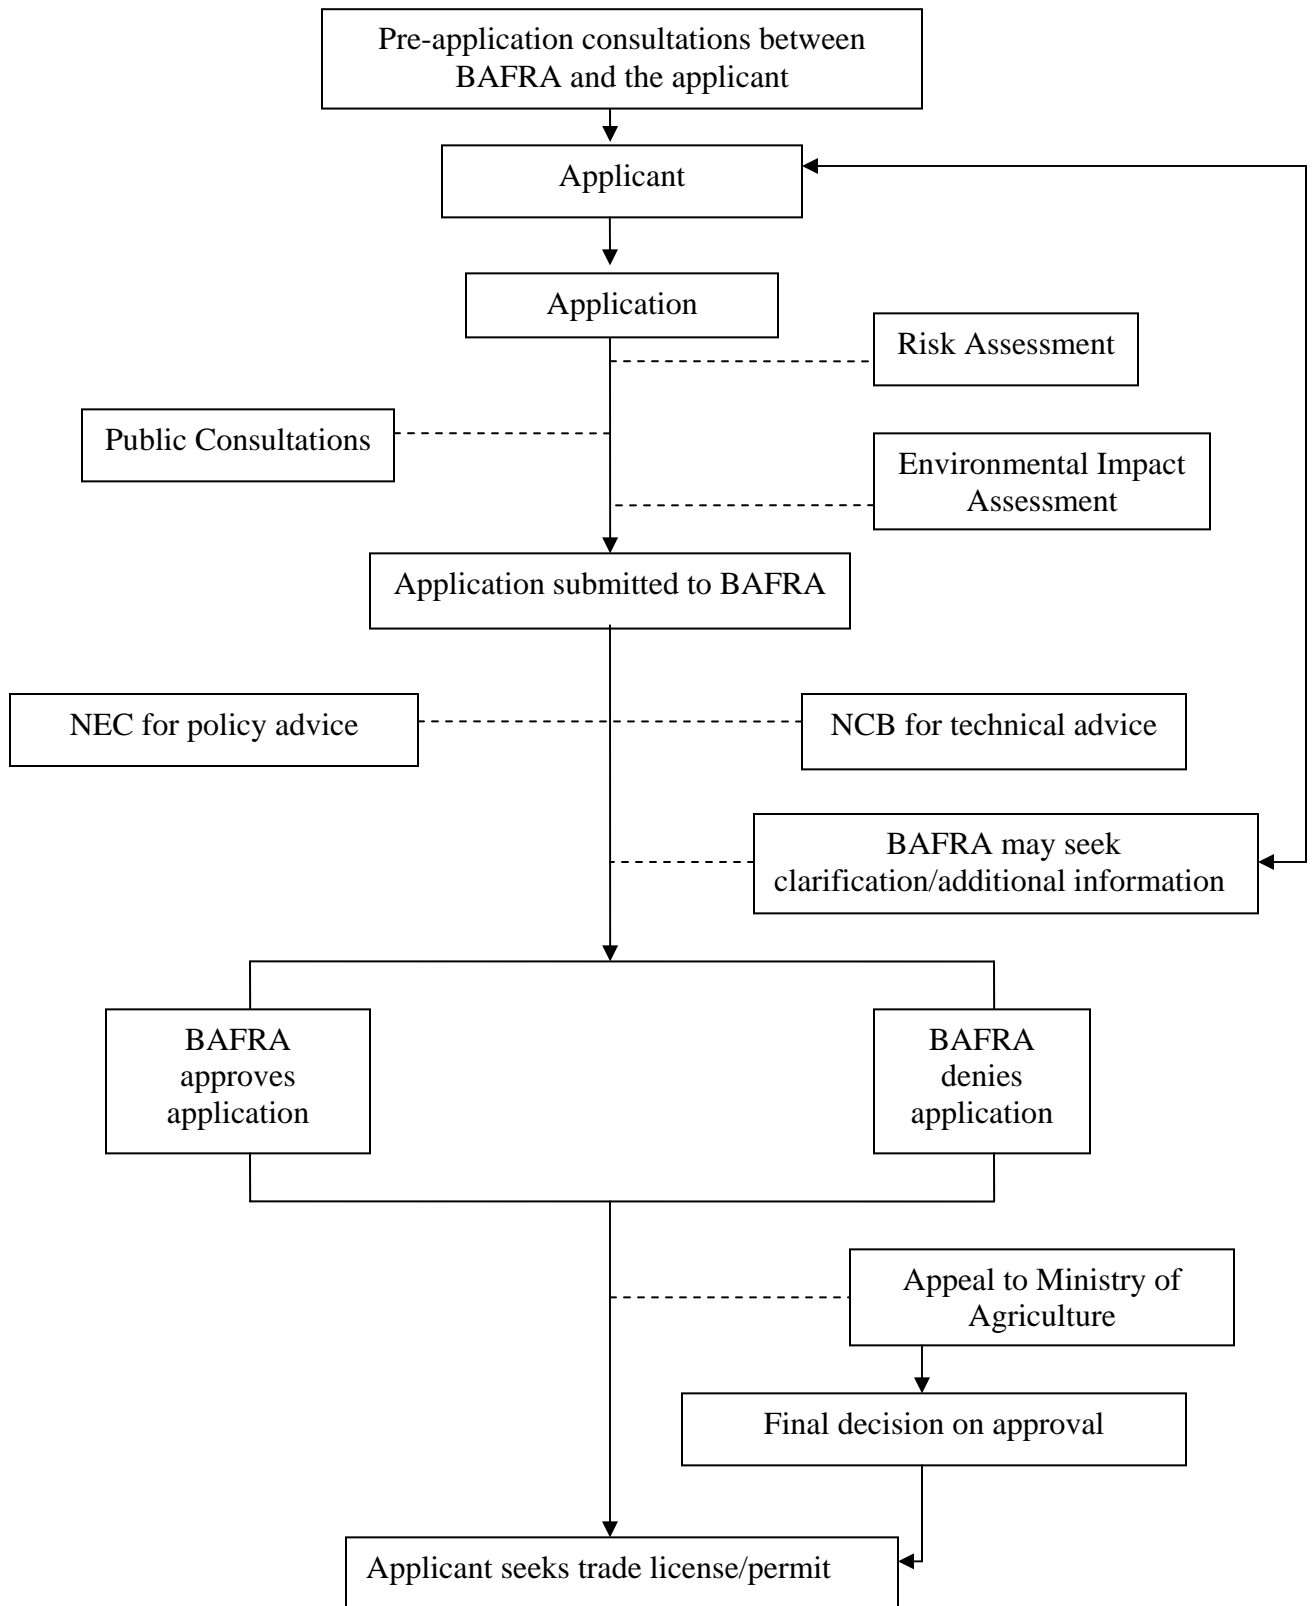 Pre-application consultations between
BAFRA and the applicant
Applicant
Application
Risk Assessment
Public Consultations
Environmental Impact
Assessment
Application submitted to BAFRA
NEC for policy advice
NCB for technical advice
BAFRA may seek
clarification/additional information
BAFRA
approves
application
BAFRA
denies
application
Appeal to Ministry of
Agriculture
Final decision on approval
Applicant seeks trade license/permit